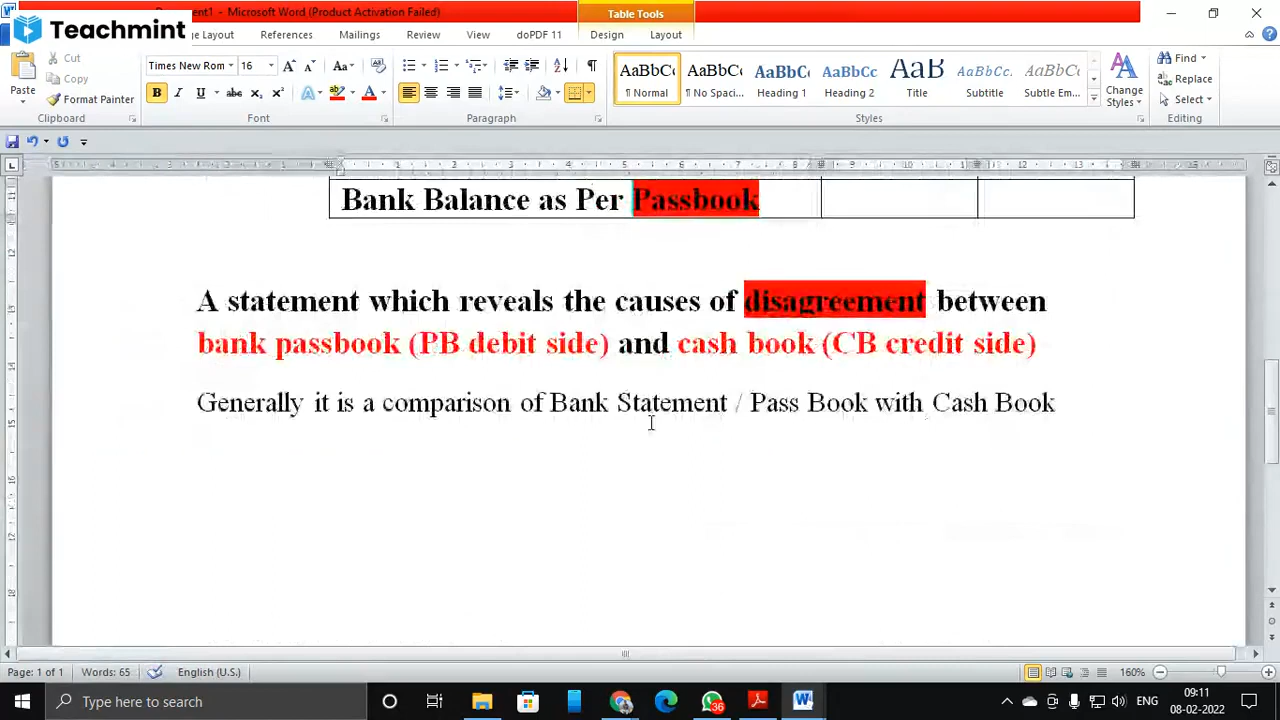 Document1 - Microsoft Word (Product Activation Failed)
Table Tools
Teachmint
Page Layout
References
Mailings
Review
View
doPDF 11
Design
Layout
Cut
Copy
Format Painter
Paste
Clipboard
Times New Rom
16
Font
Paragraph
AaBbCc
¶ Normal
AaBbCc
¶ No Spaci...
AaBbCc
Heading 1
AaBbCc
Heading 2
AaB
Title
AaBbCc.
Subtitle
AaBbCc.
Subtle Em...
Change
Styles
Styles
Find
Replace
Select
Editing
Bank Balance as Per Passbook
A statement which reveals the causes of disagreement between
bank passbook (PB debit side) and cash book (CB credit side)
Generally it is a comparison of Bank Statement / Pass Book with Cash Book
Page: 1 of 1
Words: 65
English (U.S.)
160%
Type here to search
36
ENG
09:11
08-02-2022